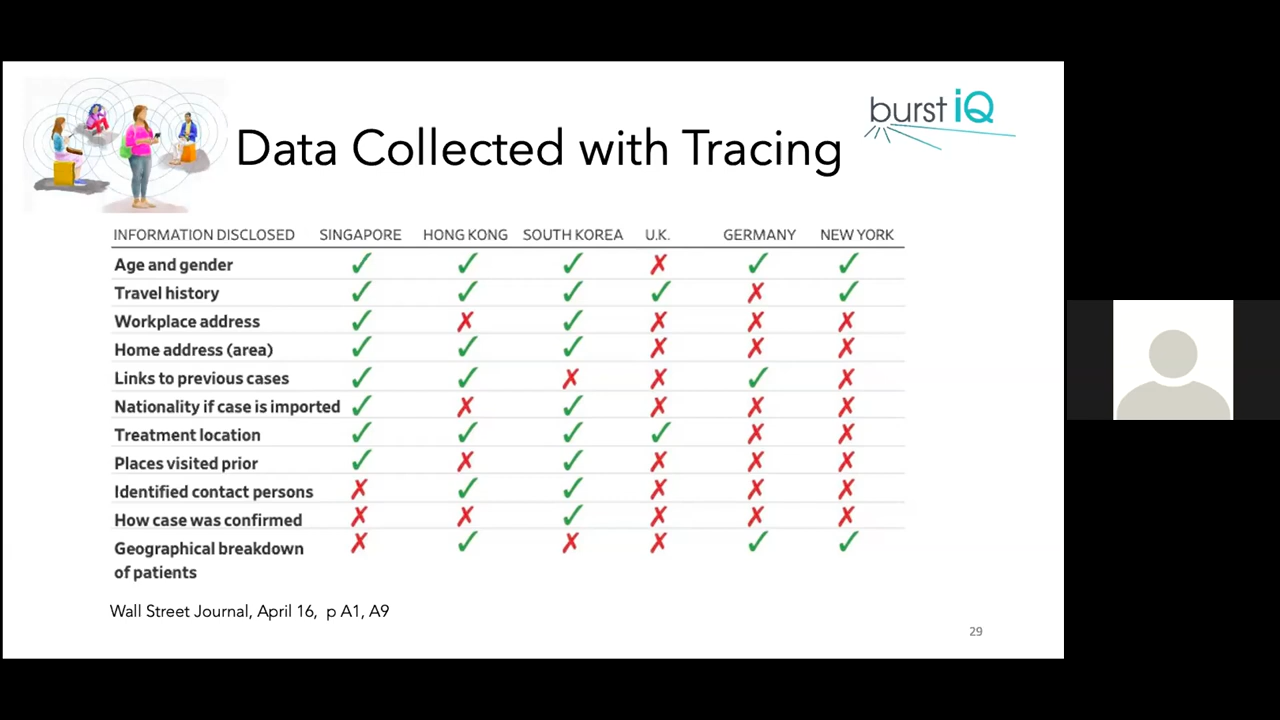 burst iQ
Data Collected with Tracing
INFORMATION DISCLOSED SINGAPORE HONG KONG SOUTH KOREA U.K. GERMANY NEW YORK
Age and gender ✓ ✓ ✓ ✗ ✓ ✓
Travel history ✓ ✓ ✓ ✓ ✗ ✓
Workplace address ✓ ✗ ✓ ✗ ✗ ✗
Home address (area) ✓ ✓ ✓ ✗ ✗ ✗
Links to previous cases ✓ ✓ ✗ ✗ ✓ ✗
Nationality if case is imported ✓ ✗ ✓ ✗ ✗ ✗
Treatment location ✓ ✓ ✓ ✓ ✗ ✗
Places visited prior ✓ ✗ ✓ ✗ ✗ ✗
Identified contact persons ✗ ✓ ✓ ✗ ✗ ✗
How case was confirmed ✗ ✗ ✓ ✗ ✗ ✗
Geographical breakdown ✗ ✓ ✗ ✗ ✓ ✓
of patients
Wall Street Journal, April 16, p A1, A9
29